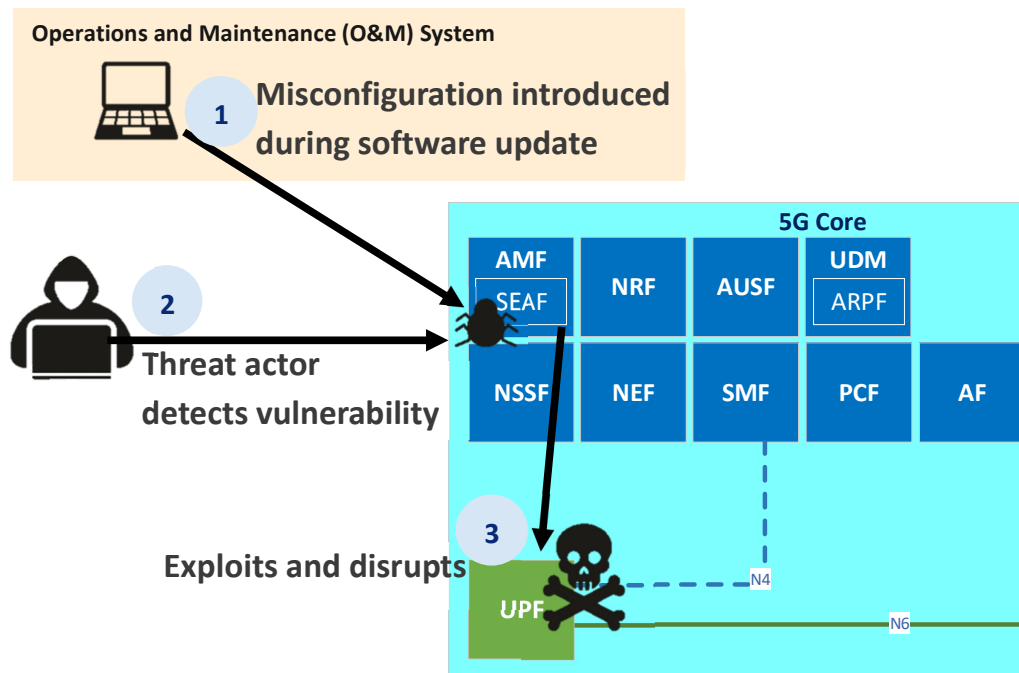 Operations and Maintenance (O&M) System
1
Misconfiguration introduced
during software update
5G Core
AMF
SEAF
NRF
AUSF
UDM
ARPF
2
Threat actor
detects vulnerability
NSSF
NEF
SMF
PCF
AF
3
Exploits and disrupts
N4
UPF
N6